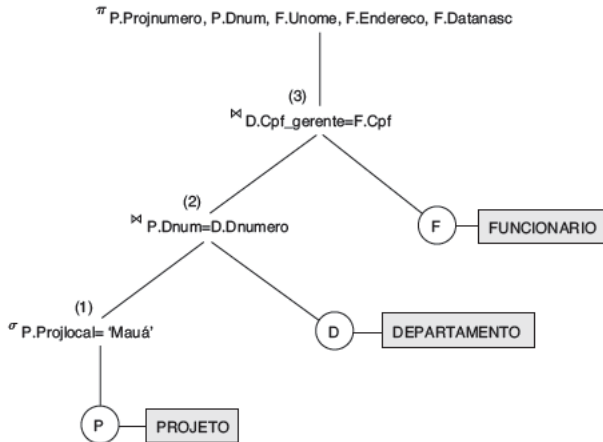 π P.Projnumero, P.Dnum, F.Unome, F.Endereco, F.Datanasc
(3)
⋈ D.Cpf_gerente=F.Cpf
(2)
⋈ P.Dnum=D.Dnumero
F
FUNCIONARIO
(1)
σ P.Projlocal= ‘Mauá’
D
DEPARTAMENTO
P
PROJETO